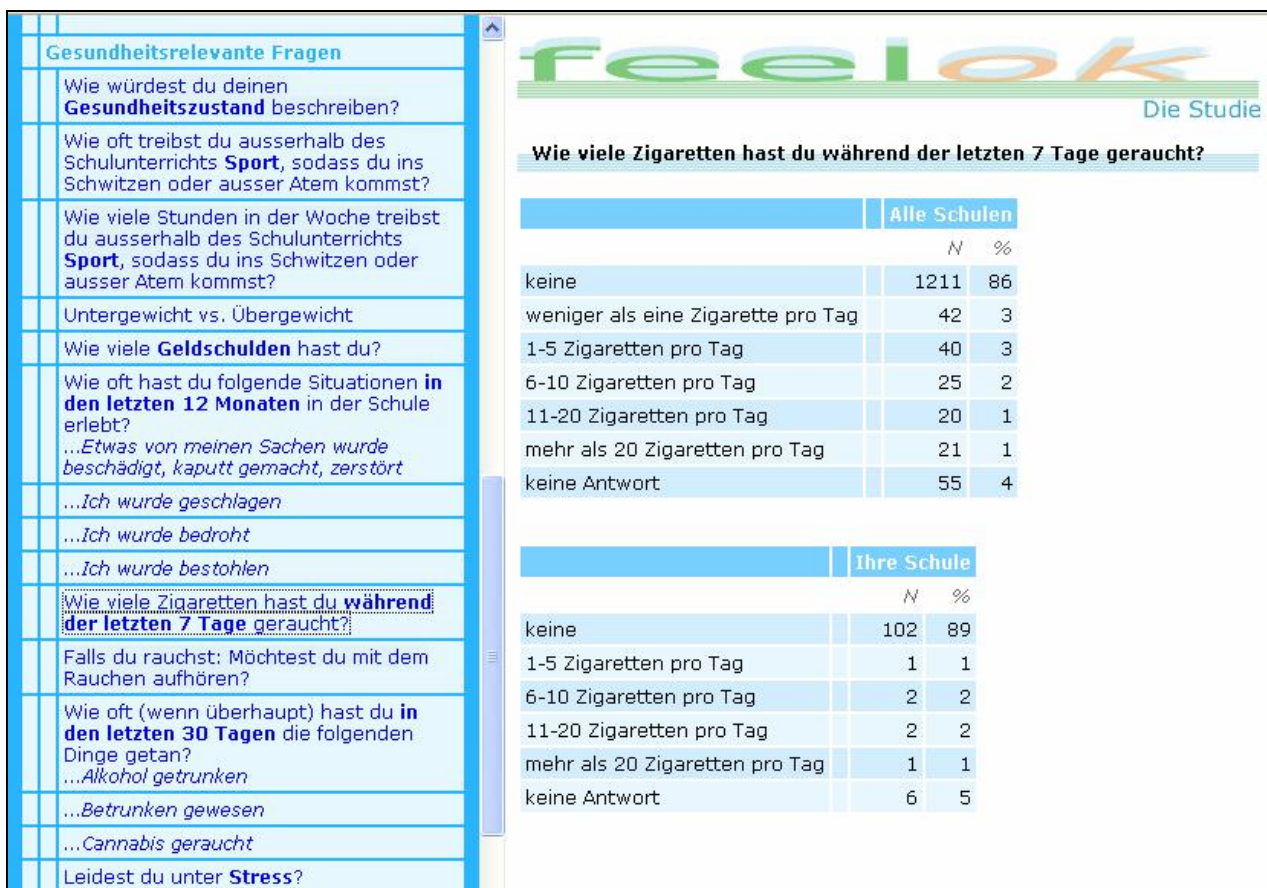 Gesundheitsrelevante Fragen
Wie würdest du deinen
Gesundheitszustand beschreiben?
Wie oft treibst du ausserhalb des
Schulunterrichts Sport, sodass du ins
Schwitzen oder ausser Atem kommst?
Wie viele Stunden in der Woche treibst
du ausserhalb des Schulunterrichts
Sport, sodass du ins Schwitzen oder
ausser Atem kommst?
Untergewicht vs. Übergewicht
Wie viele Geldschulden hast du?
Wie oft hast du folgende Situationen in
den letzten 12 Monaten in der Schule
erlebt?
...Etwas von meinen Sachen wurde
beschädigt, kaputt gemacht, zerstört
...Ich wurde geschlagen
...Ich wurde bedroht
...Ich wurde bestohlen
Wie viele Zigaretten hast du während
der letzten 7 Tage geraucht?
Falls du rauchst: Möchtest du mit dem
Rauchen aufhören?
Wie oft (wenn überhaupt) hast du in
den letzten 30 Tagen die folgenden
Dinge getan?
...Alkohol getrunken
...Betrunken gewesen
...Cannabis geraucht
Leidest du unter Stress?
feelok
Die Studie
Wie viele Zigaretten hast du während der letzten 7 Tage geraucht?
Alle Schulen
N %
keine 1211 86
weniger als eine Zigarette pro Tag 42 3
1-5 Zigaretten pro Tag 40 3
6-10 Zigaretten pro Tag 25 2
11-20 Zigaretten pro Tag 20 1
mehr als 20 Zigaretten pro Tag 21 1
keine Antwort 55 4
Ihre Schule
N %
keine 102 89
1-5 Zigaretten pro Tag 1 1
6-10 Zigaretten pro Tag 2 2
11-20 Zigaretten pro Tag 2 2
mehr als 20 Zigaretten pro Tag 1 1
keine Antwort 6 5